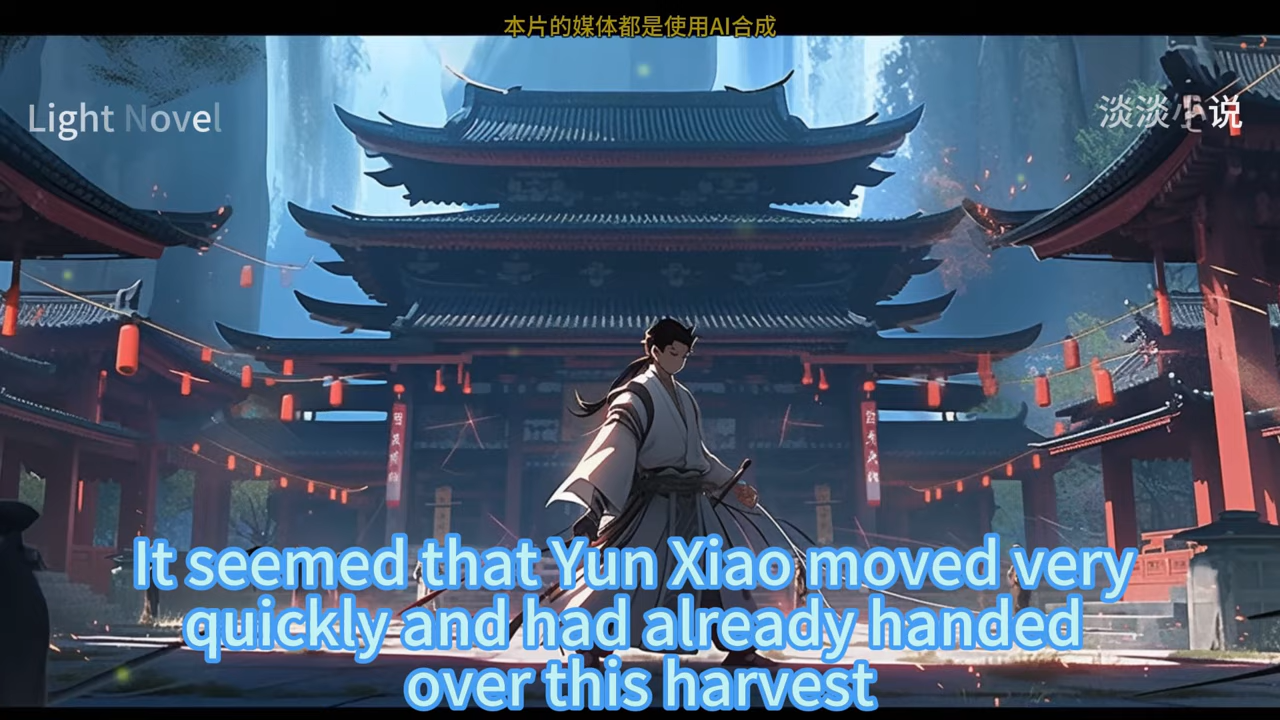 本片的媒体都是使用AI合成
Light Novel
淡淡小说
It seemed that Yun Xiao moved very
quickly and had already handed
over this harvest